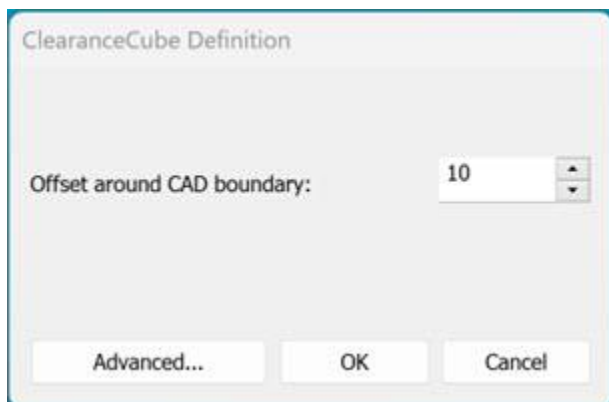 ClearanceCube Definition
Offset around CAD boundary: 10
Advanced... OK Cancel